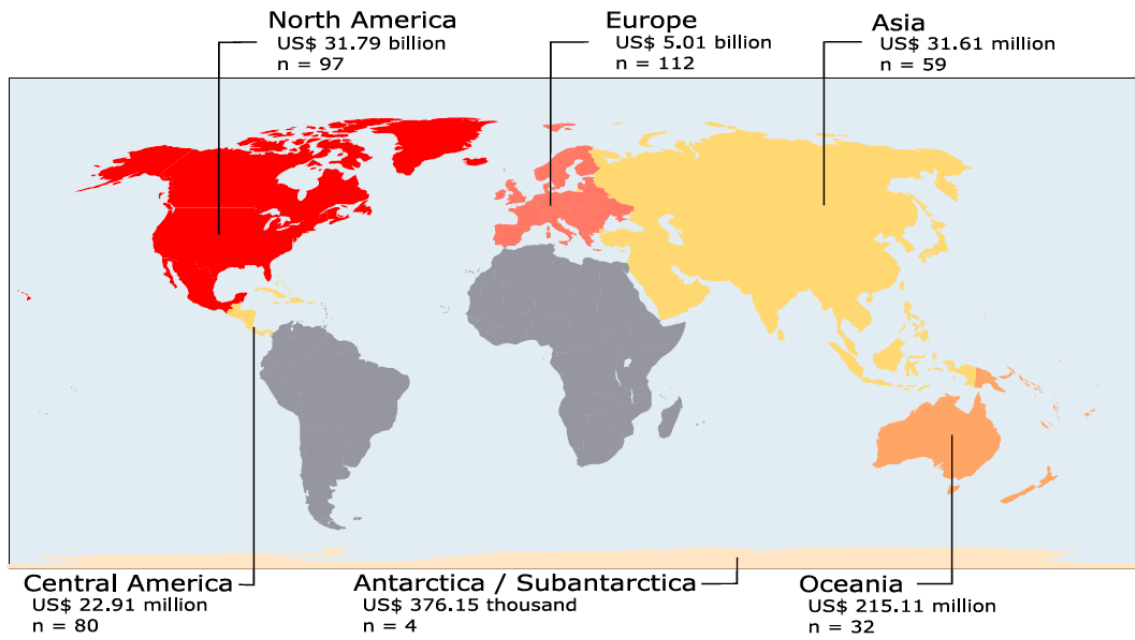 North America
US$ 31.79 billion
n = 97
Europe
US$ 5.01 billion
n = 112
Asia
US$ 31.61 million
n = 59
Central America
US$ 22.91 million
n = 80
Antarctica / Subantarctica
US$ 376.15 thousand
n = 4
Oceania
US$ 215.11 million
n = 32